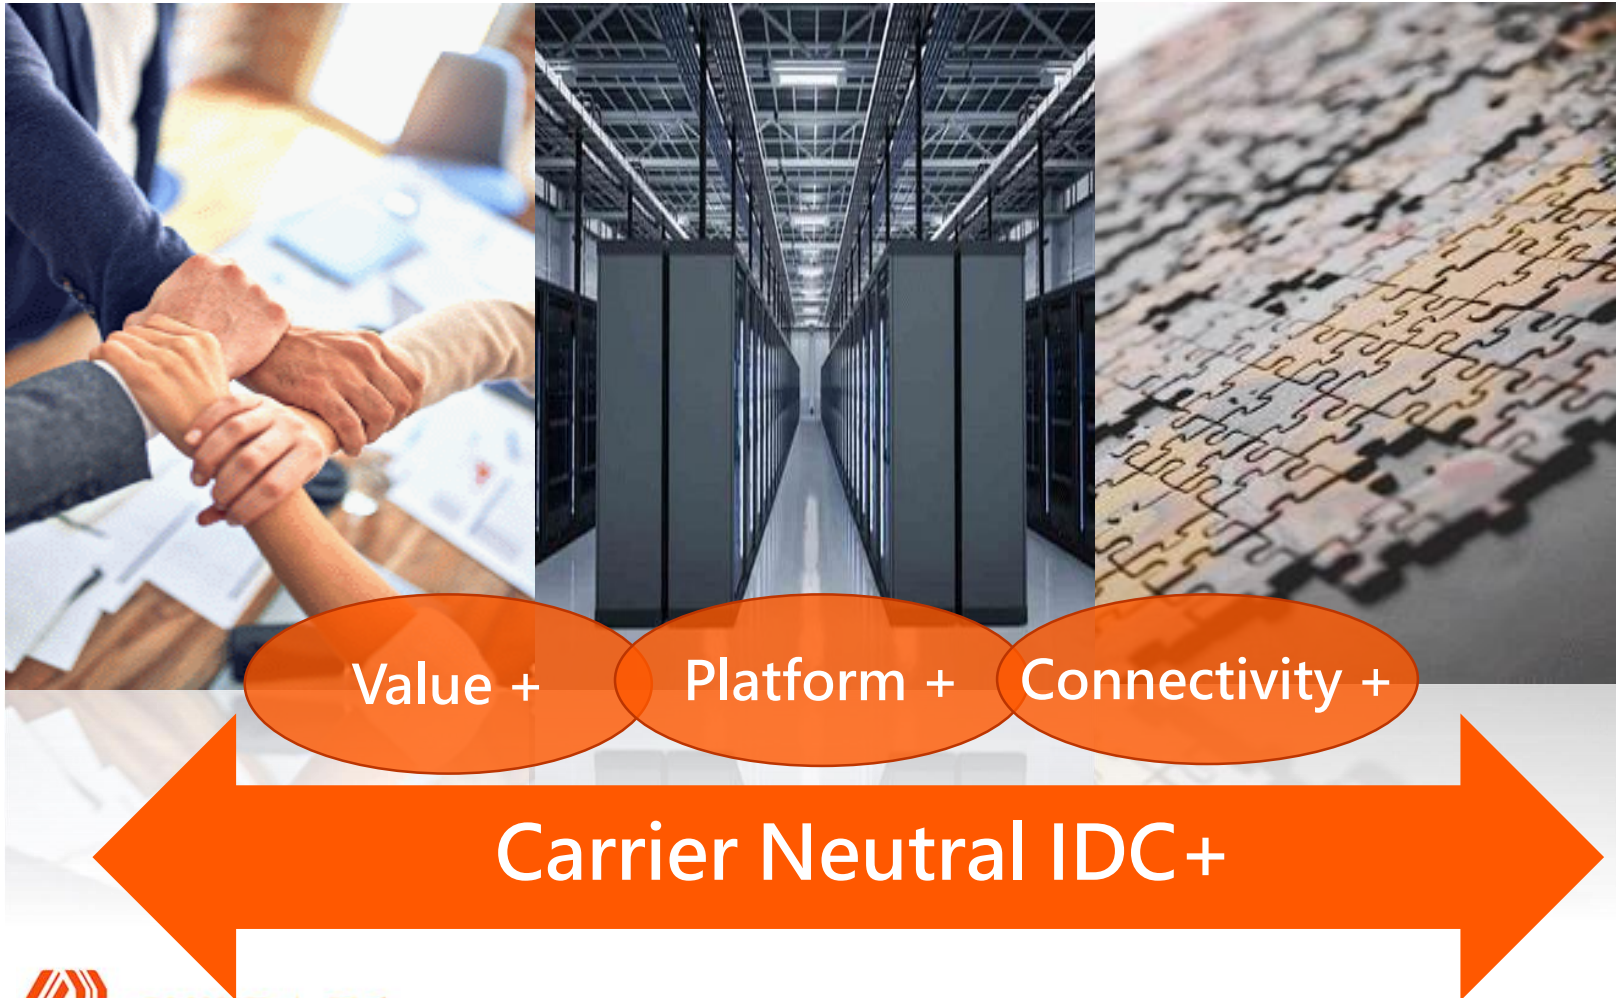 Value +
Platform +
Connectivity +
Carrier Neutral IDC+